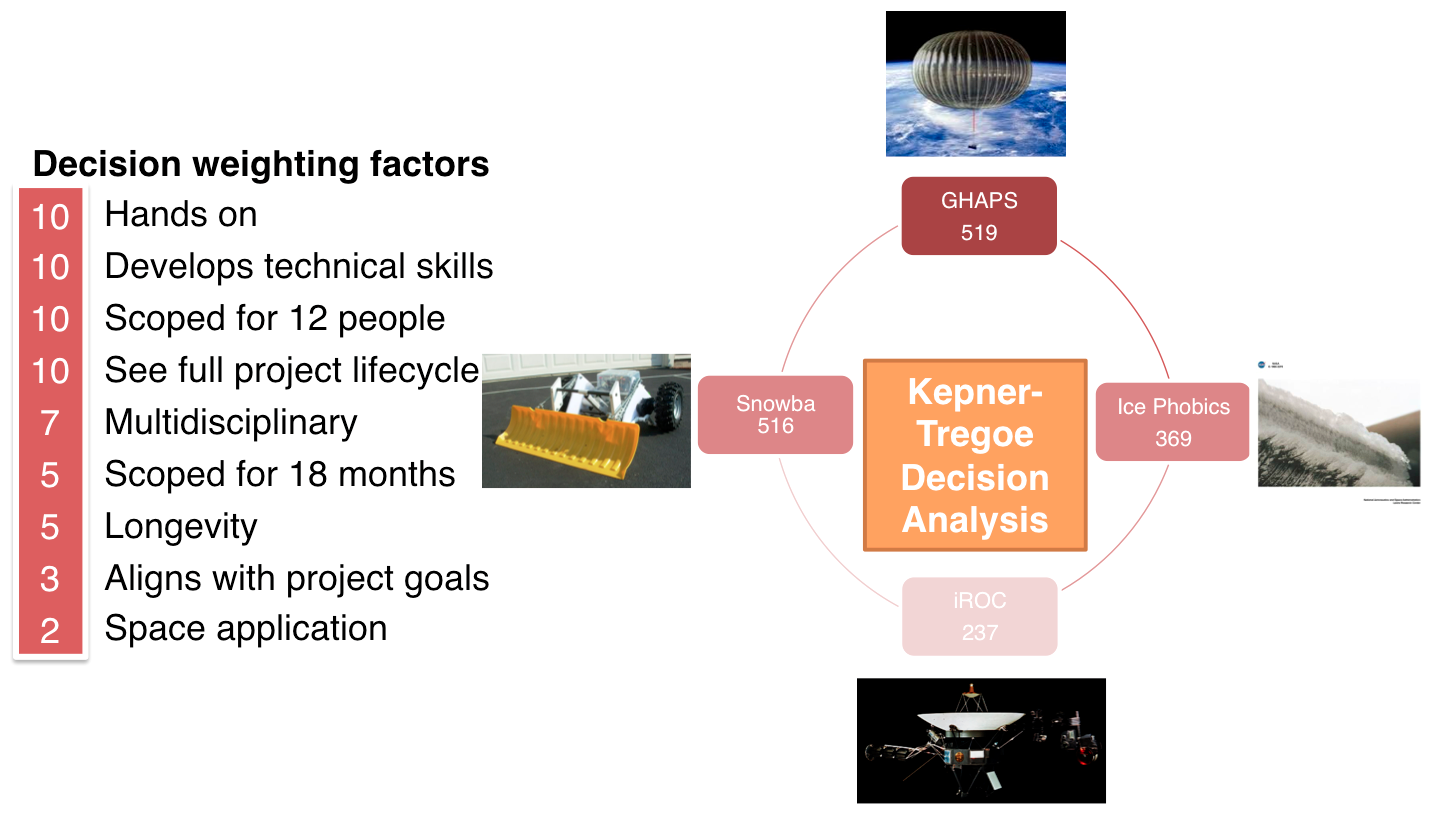 Decision weighting factors
10 Hands on
10 Develops technical skills
10 Scoped for 12 people
10 See full project lifecycle
7 Multidisciplinary
5 Scoped for 18 months
5 Longevity
3 Aligns with project goals
2 Space application
GHAPS
519
Snowba
516
Kepner-
Tregoe
Decision
Analysis
Ice Phobics
369
iROC
237